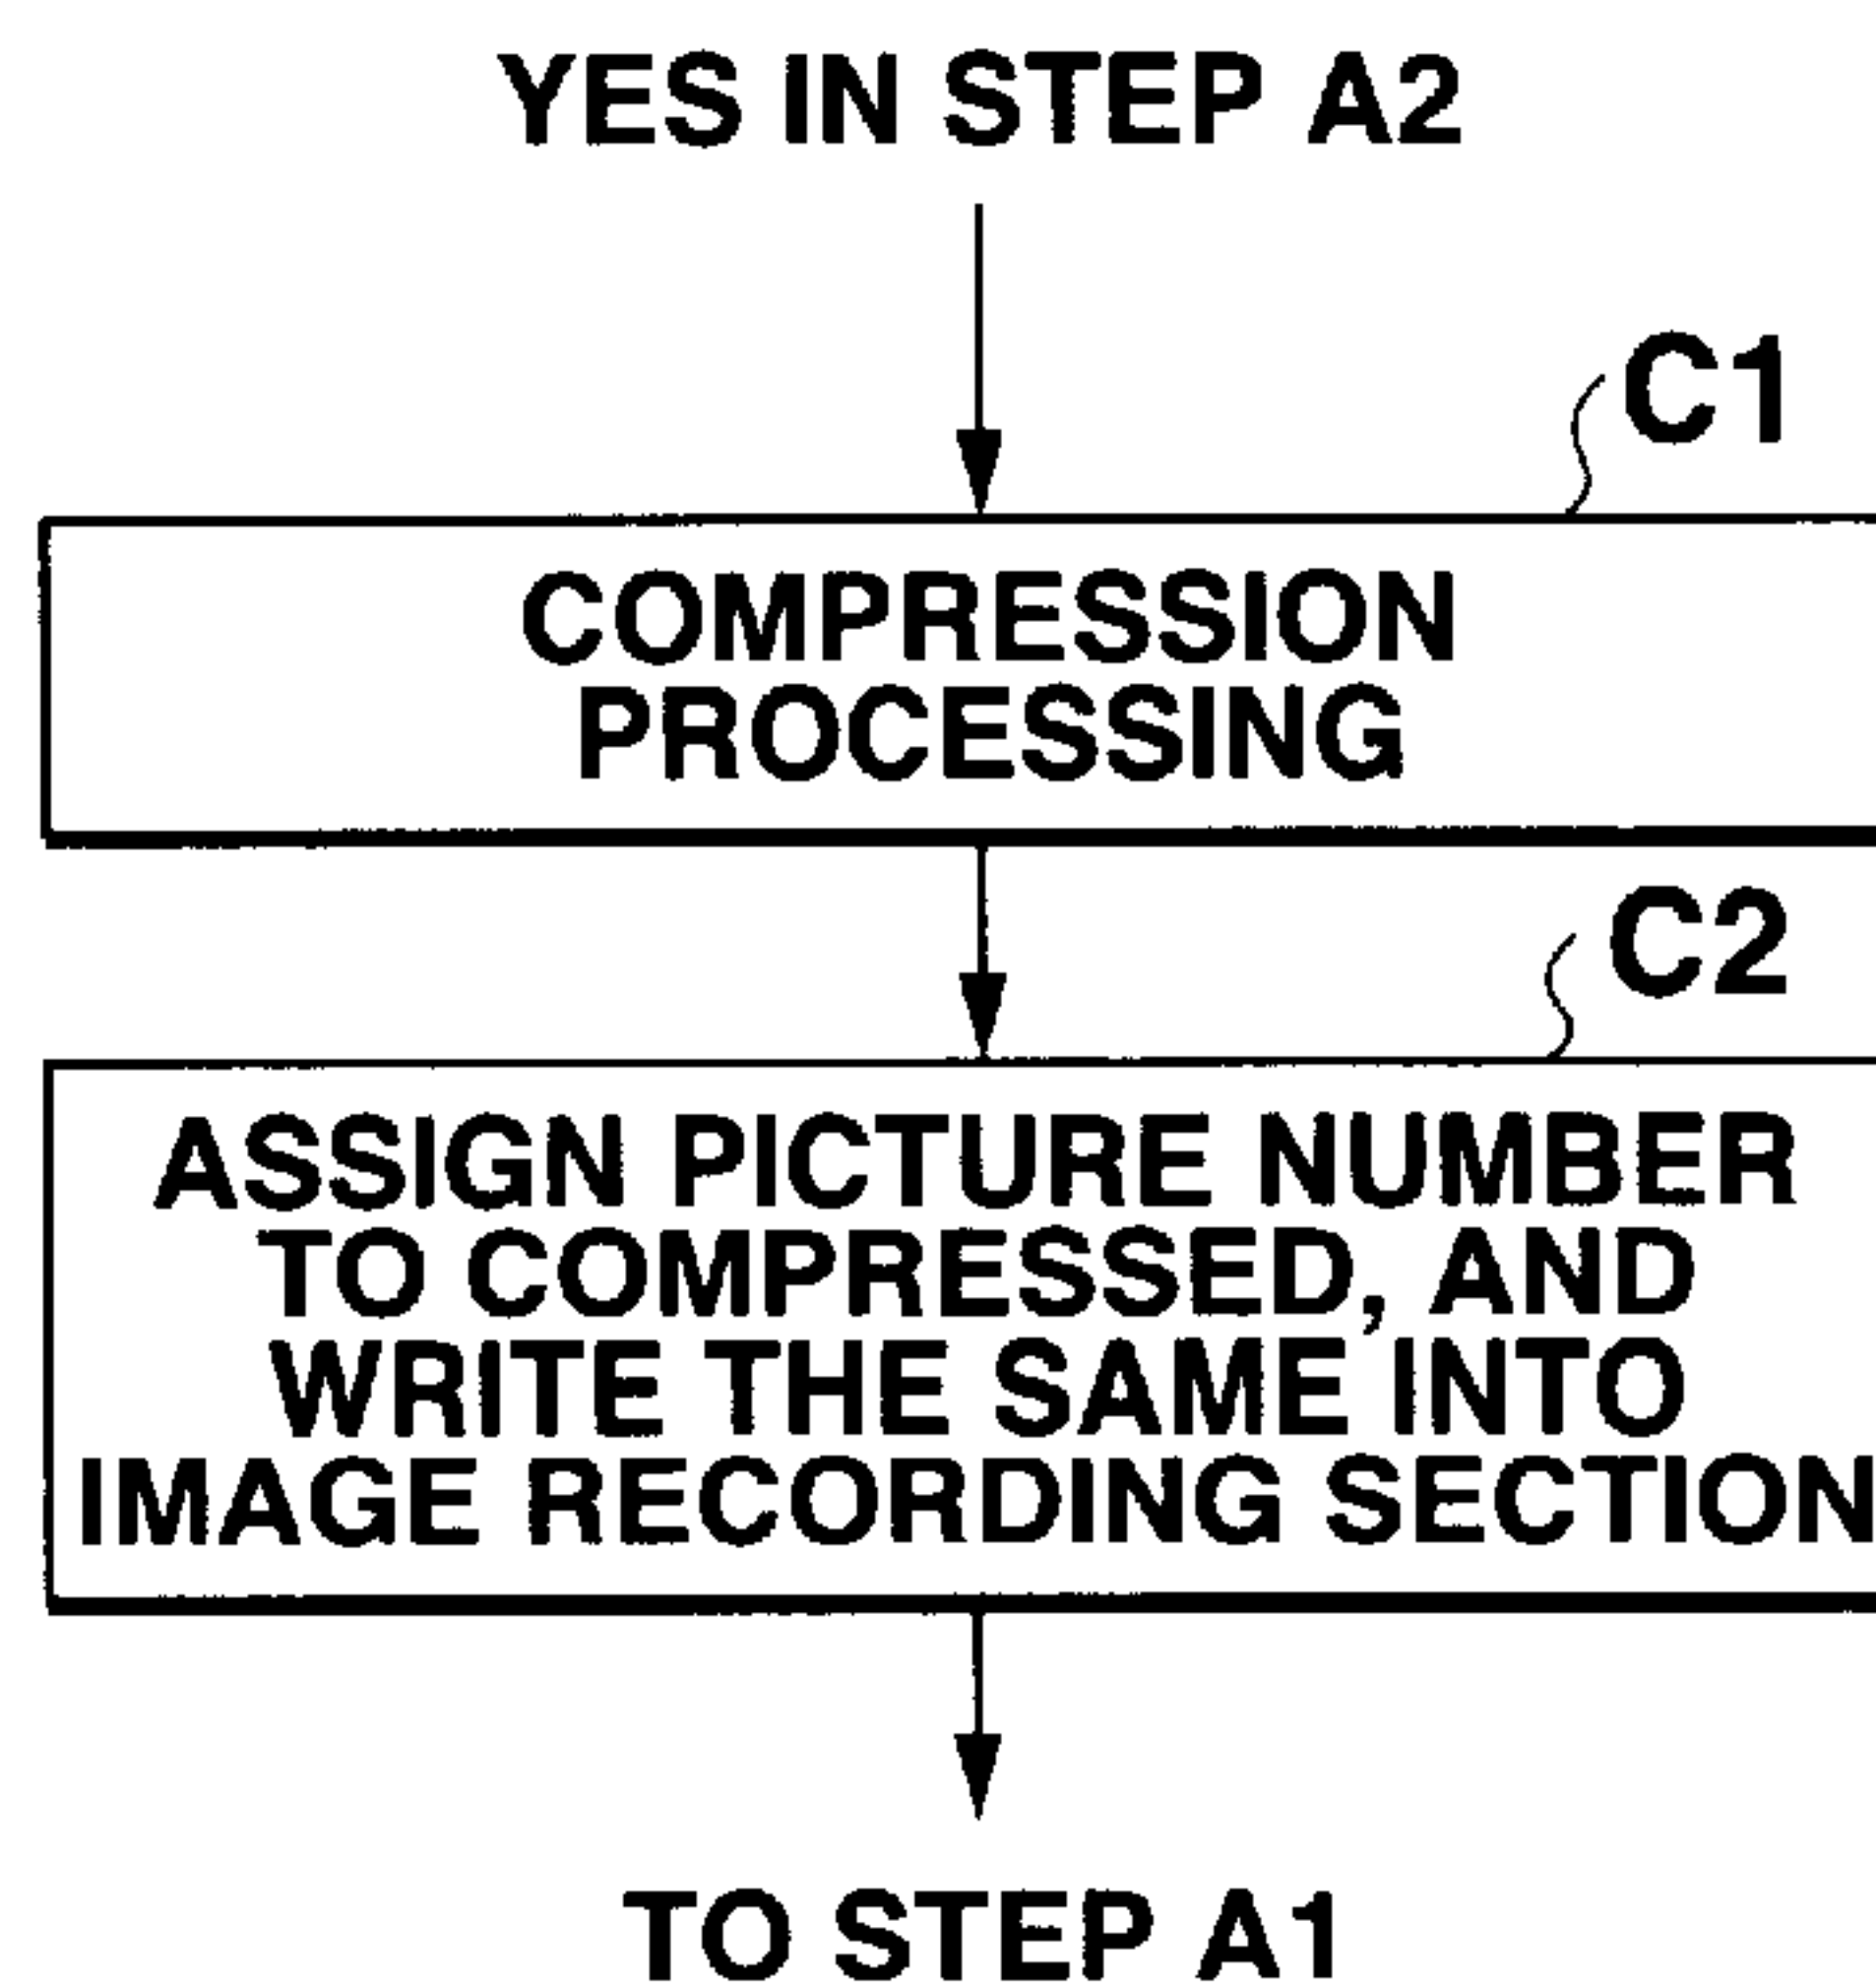 YES IN STEP A2
C1
COMPRESSION
PROCESSING
C2
ASSIGN PICTURE NUMBER
TO COMPRESSED, AND
WRITE THE SAME INTO
IMAGE RECORDING SECTION
TO STEP A1